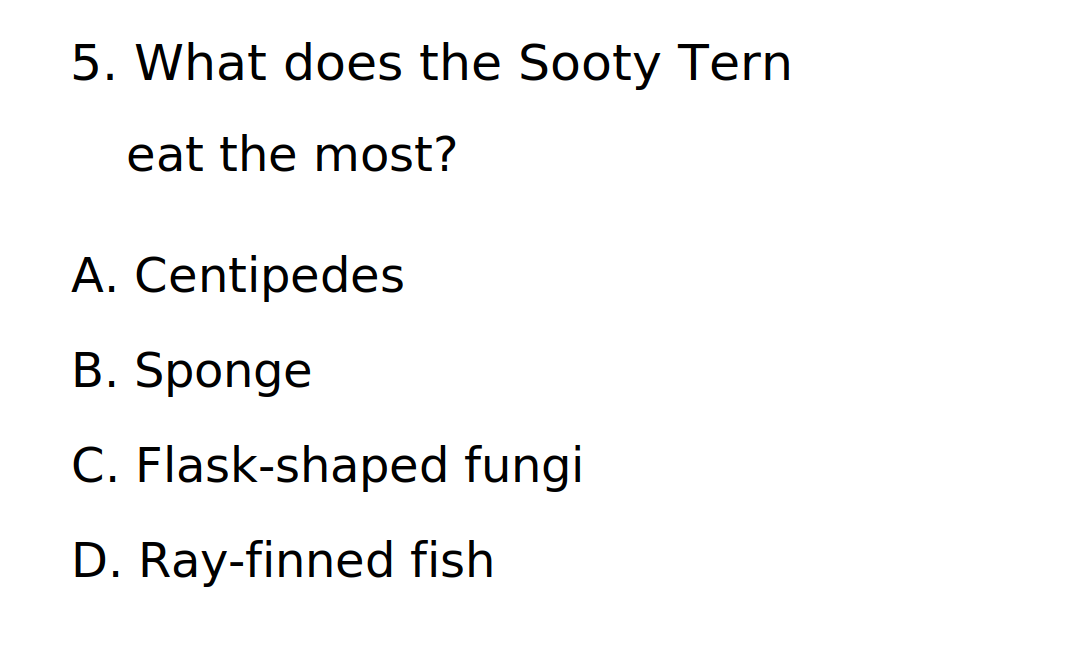 5. What does the Sooty Tern
eat the most?
A. Centipedes
B. Sponge
C. Flask-shaped fungi
D. Ray-finned fish